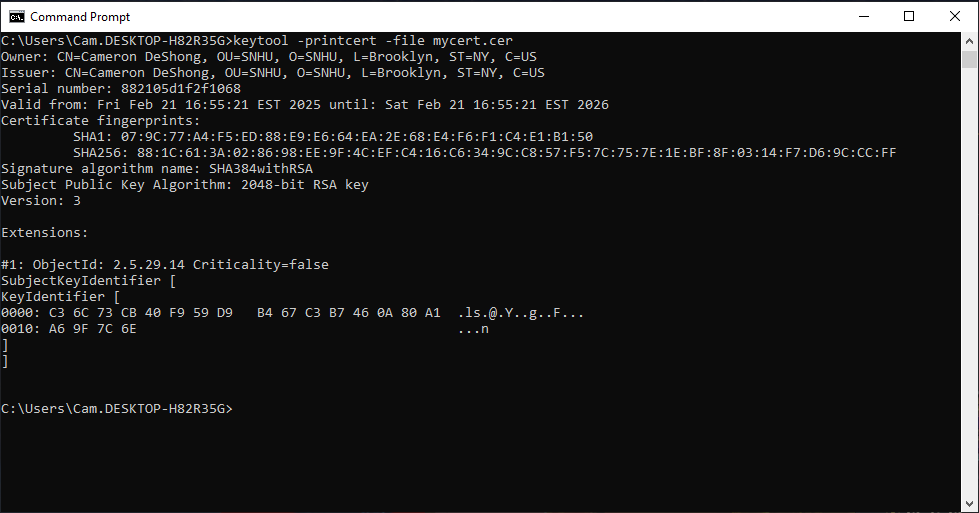 Command Prompt
C:\Users\Cam.DESKTOP-H82R35G>keytool -printcert -file mycert.cer
Owner: CN=Cameron DeShong, OU=SNHU, O=SNHU, L=Brooklyn, ST=NY, C=US
Issuer: CN=Cameron DeShong, OU=SNHU, O=SNHU, L=Brooklyn, ST=NY, C=US
Serial number: 882105d1f2f1068
Valid from: Fri Feb 21 16:55:21 EST 2025 until: Sat Feb 21 16:55:21 EST 2026
Certificate fingerprints:
         SHA1: 07:9C:77:A4:F5:ED:88:E9:E6:64:EA:2E:68:E4:F6:F1:C4:E1:B1:50
         SHA256: 88:1C:61:3A:02:86:98:EE:9F:4C:EF:C4:16:C6:34:9C:C8:57:F5:7C:75:7E:1E:BF:8F:03:14:F7:D6:9C:CC:FF
Signature algorithm name: SHA384withRSA
Subject Public Key Algorithm: 2048-bit RSA key
Version: 3
Extensions:
#1: ObjectId: 2.5.29.14 Criticality=false
SubjectKeyIdentifier [
KeyIdentifier [
0000: C3 6C 73 CB 40 F9 59 D9   B4 67 C3 B7 46 0A 80 A1  .ls.@.Y..g..F...
0010: A6 9F 7C 6E                                        ...n
]
]
C:\Users\Cam.DESKTOP-H82R35G>